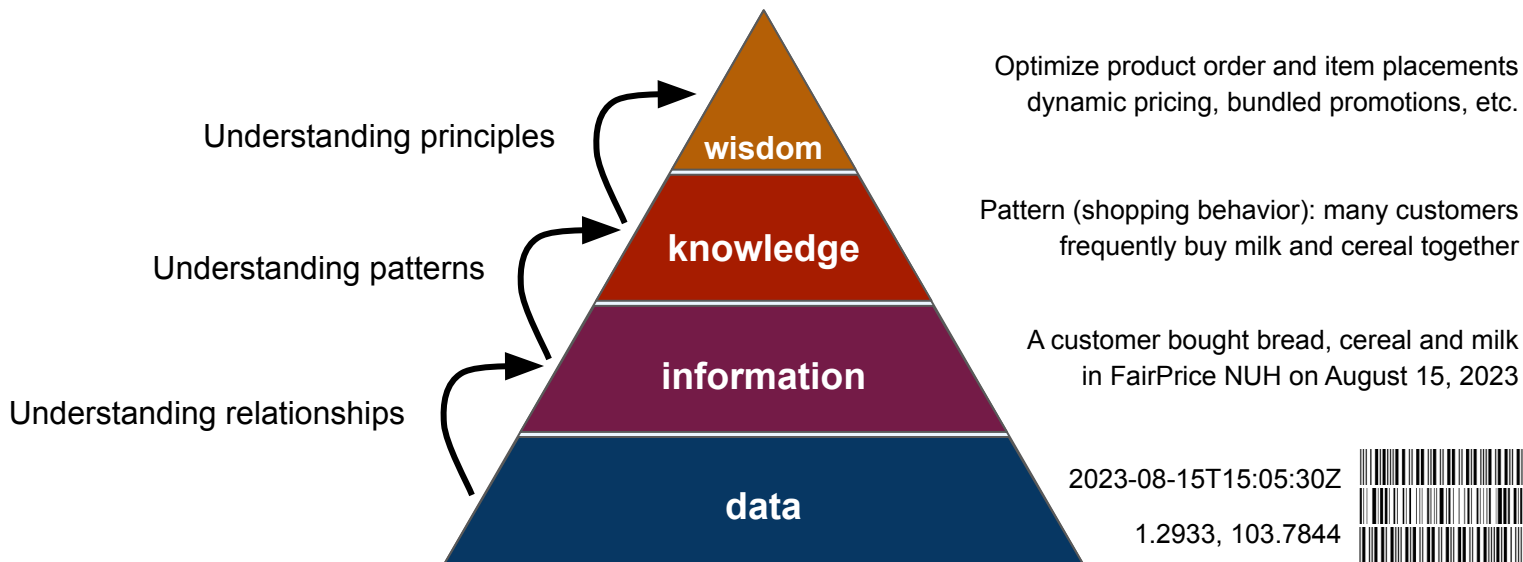 Optimize product order and item placements
dynamic pricing, bundled promotions, etc.
Understanding principles
wisdom
Pattern (shopping behavior): many customers
frequently buy milk and cereal together
Understanding patterns
knowledge
A customer bought bread, cereal and milk
in FairPrice NUH on August 15, 2023
Understanding relationships
information
2023-08-15T15:05:30Z
1.2933, 103.7844
data